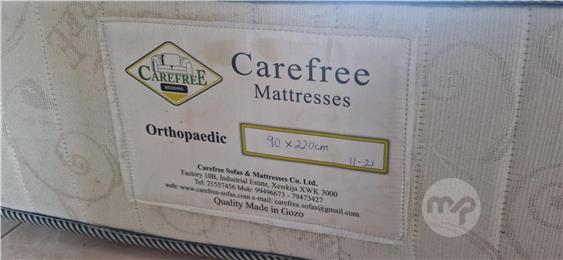 CAREFREE
BEDDING
Carefree
Mattresses
Orthopaedic
90 x 220cm
11-21
Carefree Sofas & Mattresses Co. Ltd.
Factory 10B, Industrial Estate, Xewkija XWK 3000
Tel: 21557456 Mob: 99496673 - 79473427
web: www.carefree-sofas.com e-mail: carefree.sofas@gmail.com
Quality Made in Gozo
mp